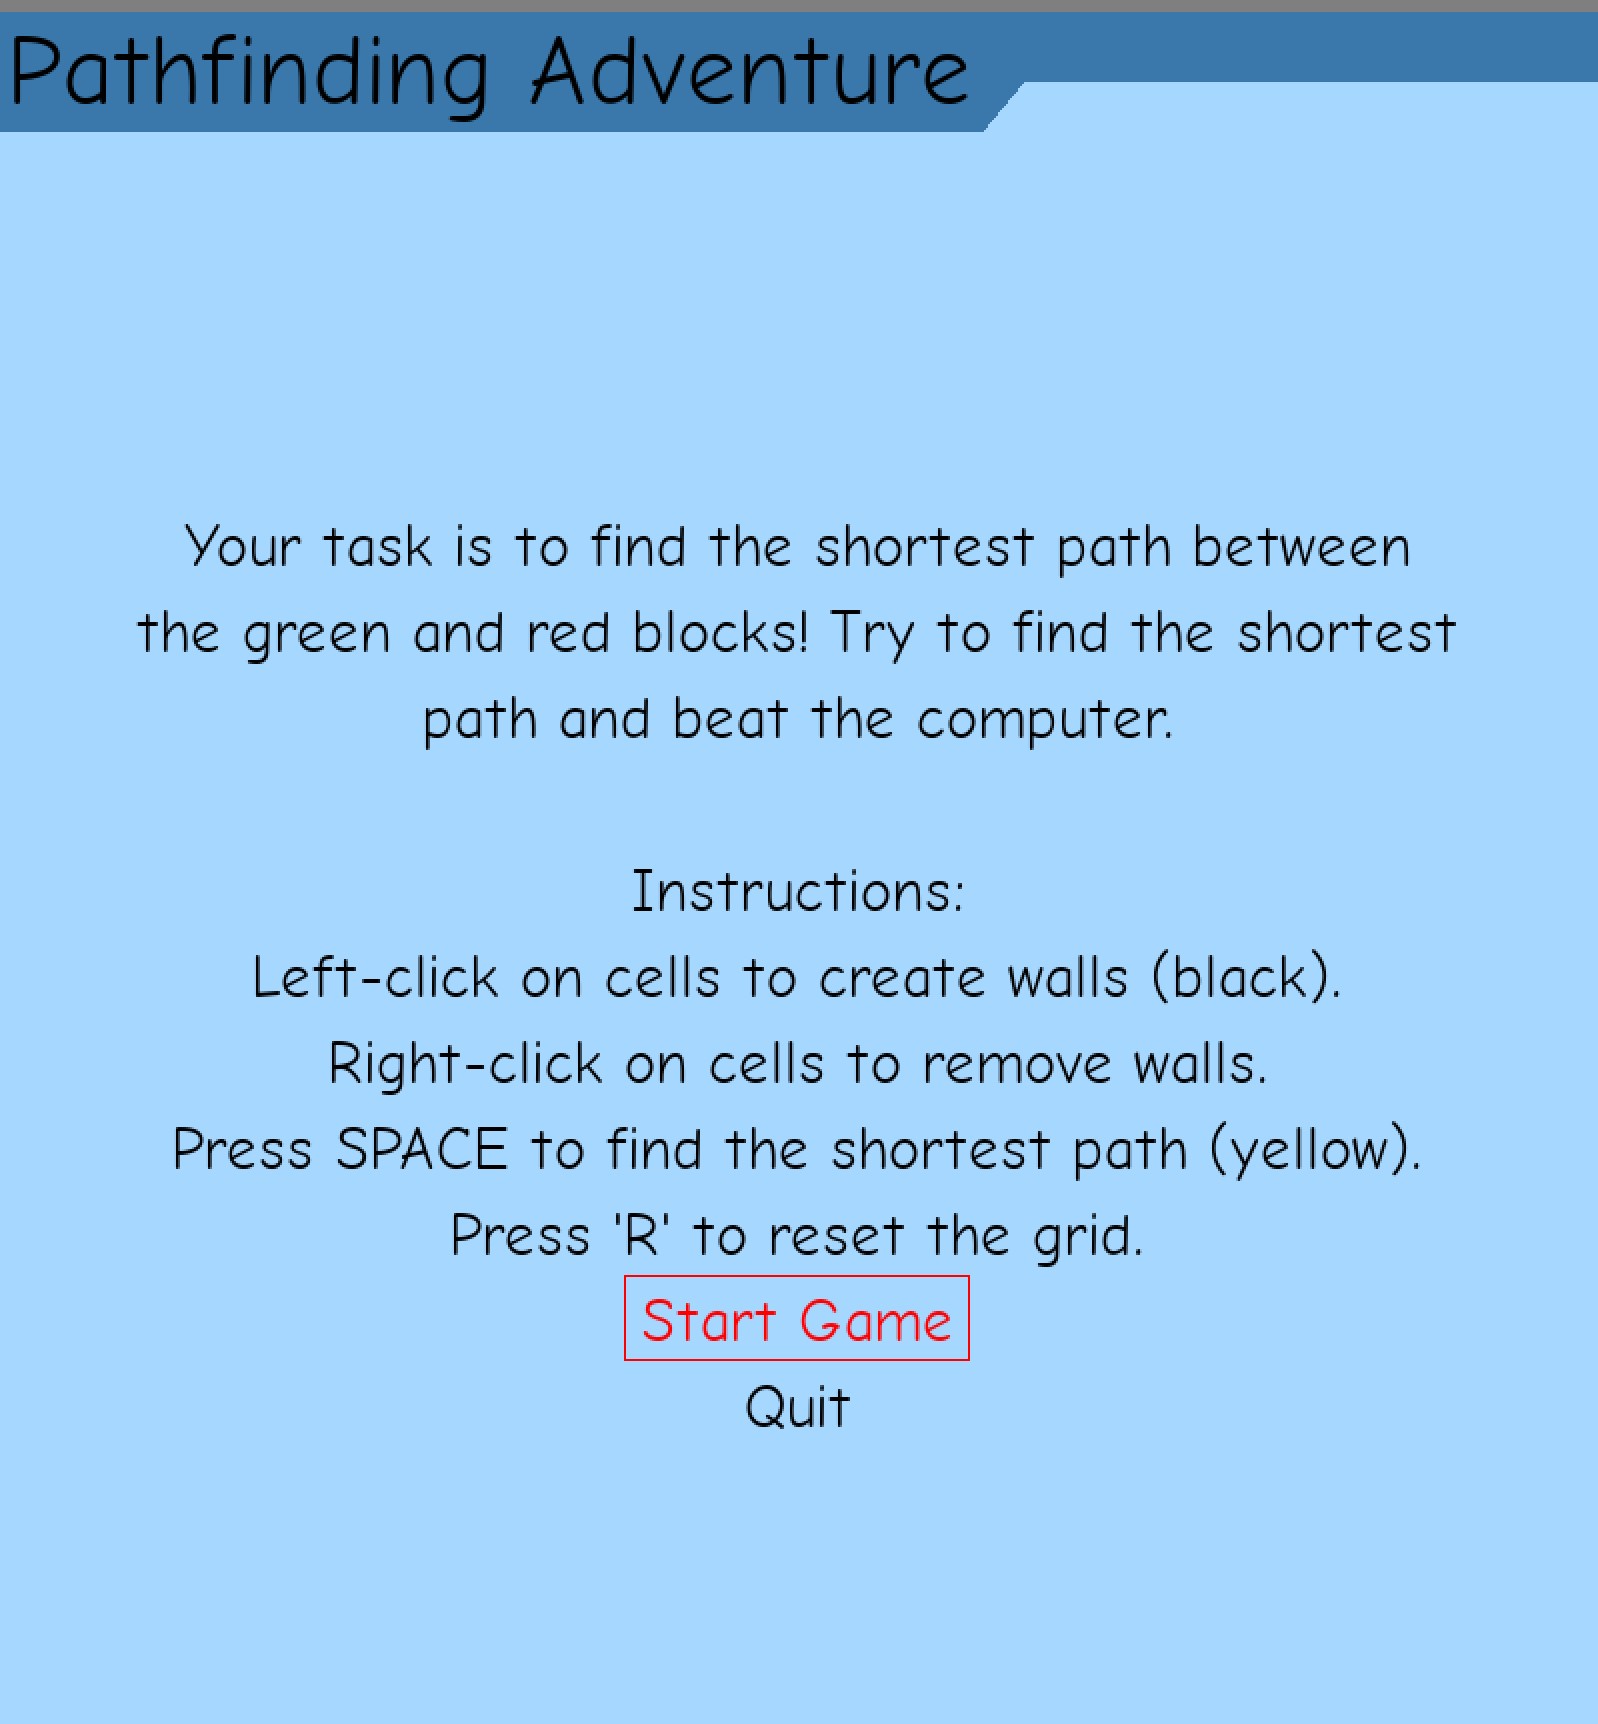 Pathfinding Adventure
Your task is to find the shortest path between
the green and red blocks! Try to find the shortest
path and beat the computer.
Instructions:
Left-click on cells to create walls (black).
Right-click on cells to remove walls.
Press SPACE to find the shortest path (yellow).
Press 'R' to reset the grid.
Start Game
Quit